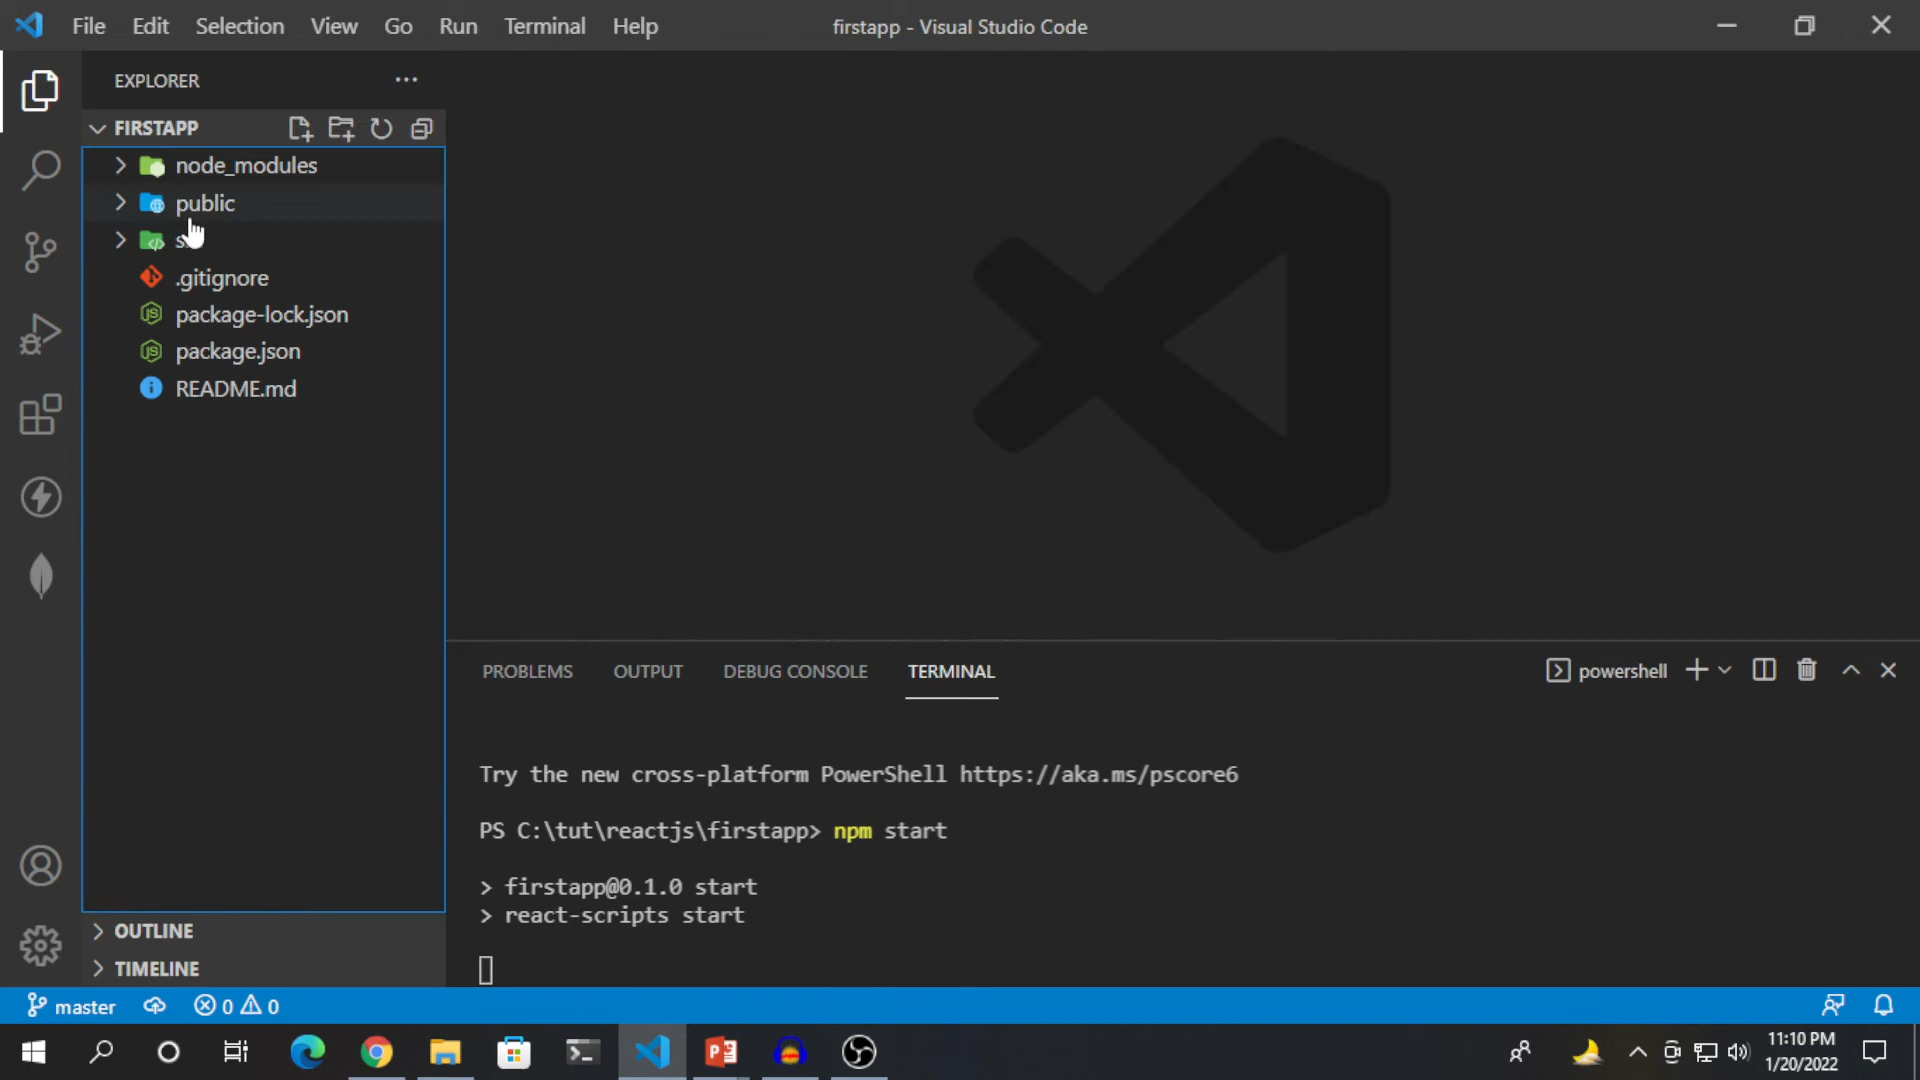 File Edit Selection View Go Run Terminal Help
firstapp - Visual Studio Code
EXPLORER
FIRSTAPP
node_modules
public
.gitignore
package-lock.json
package.json
README.md
OUTLINE
TIMELINE
PROBLEMS OUTPUT DEBUG CONSOLE TERMINAL
powershell
Try the new cross-platform PowerShell https://aka.ms/pscore6
PS C:\tut\reactjs\firstapp> npm start
> firstapp@0.1.0 start
> react-scripts start
master 0 0
11:10 PM
1/20/2022